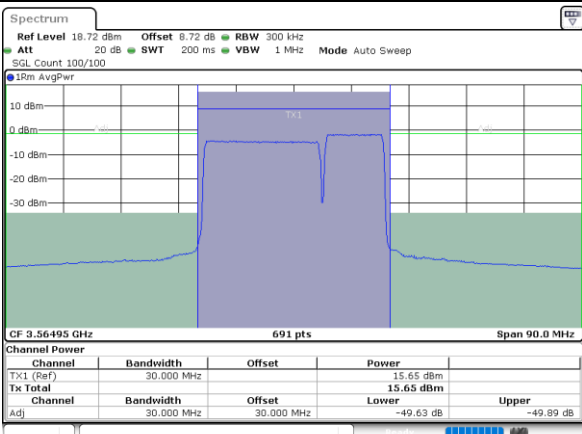 Spectrum
Ref Level 18.72 dBm Offset 8.72 dB RBW 300 kHz
Att 20 dB SWT 200 ms VBW 1 MHz Mode Auto Sweep
SGL Count 100/100
1Rm AvgPwr
10 dBm
TX1
0 dBm
Adj Adj
-10 dBm
-20 dBm
-30 dBm
CF 3.56495 GHz 691 pts Span 90.0 MHz
Channel Power
Channel Bandwidth Offset Power
TX1 (Ref) 30.000 MHz 15.65 dBm
Tx Total 15.65 dBm
Channel Bandwidth Offset Lower Upper
Adj 30.000 MHz 30.000 MHz -49.63 dB -49.89 dB